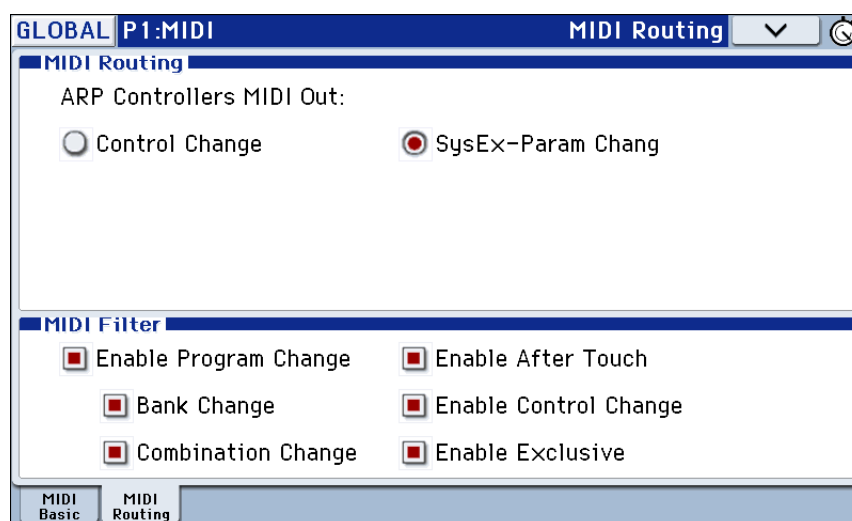 GLOBAL P1:MIDI MIDI Routing
MIDI Routing
ARP Controllers MIDI Out:
Control Change SysEx-Param Chang
MIDI Filter
Enable Program Change Enable After Touch
Bank Change Enable Control Change
Combination Change Enable Exclusive
MIDI Basic MIDI Routing